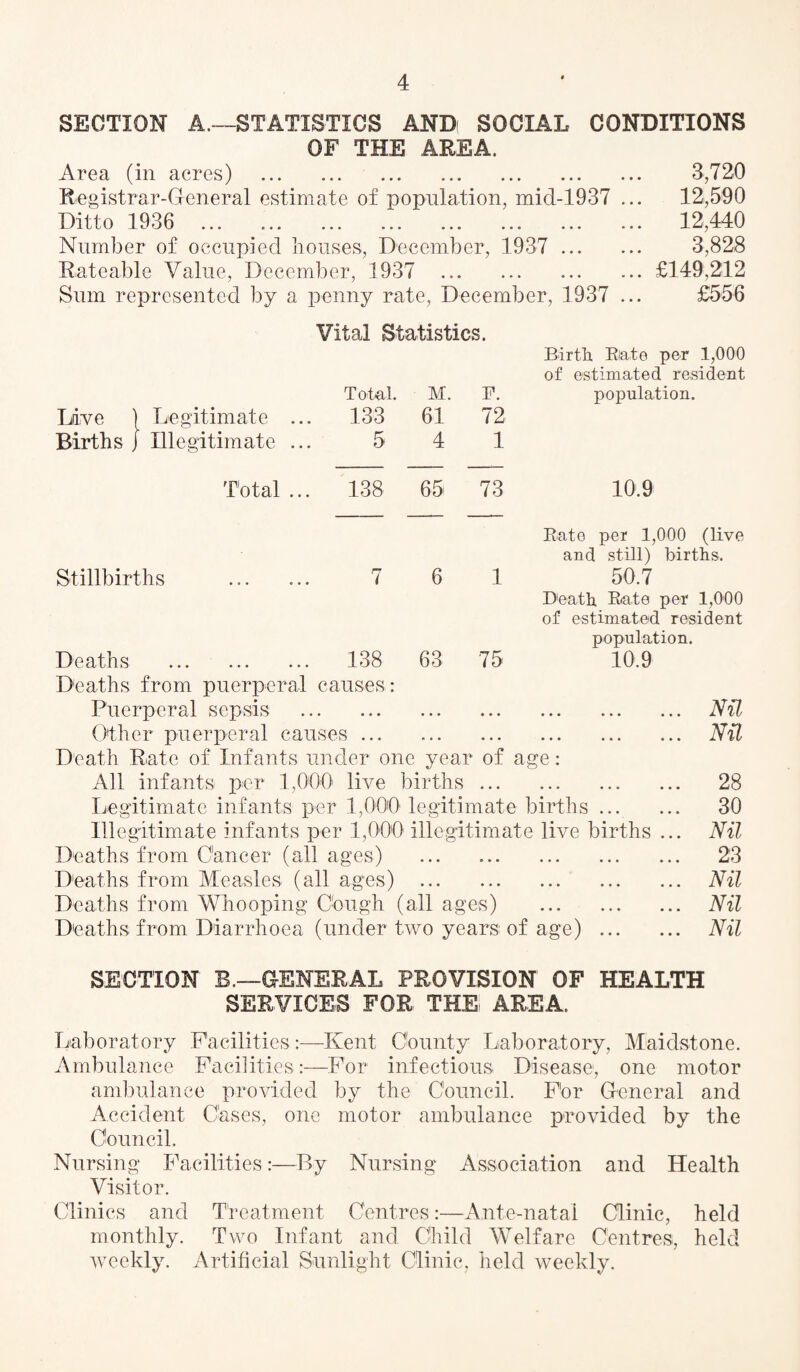 4
SECTION A.—STATISTICS AND SOCIAL CONDITIONS
OF THE AREA.
Area (in acres) ... ... ... ... ... ... ... 3,720
Registrar-General estimate of population, mid-1937 ... 12,590
Ditto 1936 ... ... ... ... ... ... ... ... 12,440
Number of occupied houses, December, 1937 ... ... 3,828
Rateable Value, December, 1937 ... ... ... ... £149,212
Sum represented by a penny rate, December, 1937 ... £556
Vital Statistics.
Birth Rate per 1,000
of estimated resident
Total. M. F. population.
Live } Legitimate ... 133 61 72
Births } Illegitimate ... 5 4 1
Total ... 138 65 73 10.9
Rate per 1,000 (live
and still) births.
Stillbirths ... ... 7 6 1 50.7
Death Rate per 1,000
of estimated resident
population.
Deaths ... ... ... 138 63 75 10.9
Deaths from puerperal causes:
Puerperal sepsis ... ... ... ... ... ... ... Nil
Other puerperal causes ... ... ... ... ... ... Nil
Death Rate of Infants under one year of age:
All infants per 1,000 live births ... ... ... ... 28
Legitimate infants per 1,000 legitimate births ... ... 30
Illegitimate infants per 1,000 illegitimate live births ... Nil
Deaths from Cancer (all ages) ... ... ... ... ... 23
Deaths from Measles (all ages) ... ... ... ... ... Nil
Deaths from Whooping Cough (all ages) ... ... ... Nil
Deaths from Diarrhoea (under two years of age) ... ... Nil
SECTION B.—GENERAL PROVISION OF HEALTH
SERVICES FOR THE AREA.
Laboratory Facilities:—Kent County Laboratory, Maidstone.
Ambulance Facilities:—For infectious Disease, one motor
ambulance provided by the Council. For General and
Accident Cases, one motor ambulance provided by the
Council.
Nursing Facilities:—By Nursing Association and Health
Visitor.
Clinics and Treatment Centres:—Ante-natal Clinic, held
monthly. Two Infant and Child Welfare Centres, held
weekly. Artificial Sunlight Clinic, held weekly.